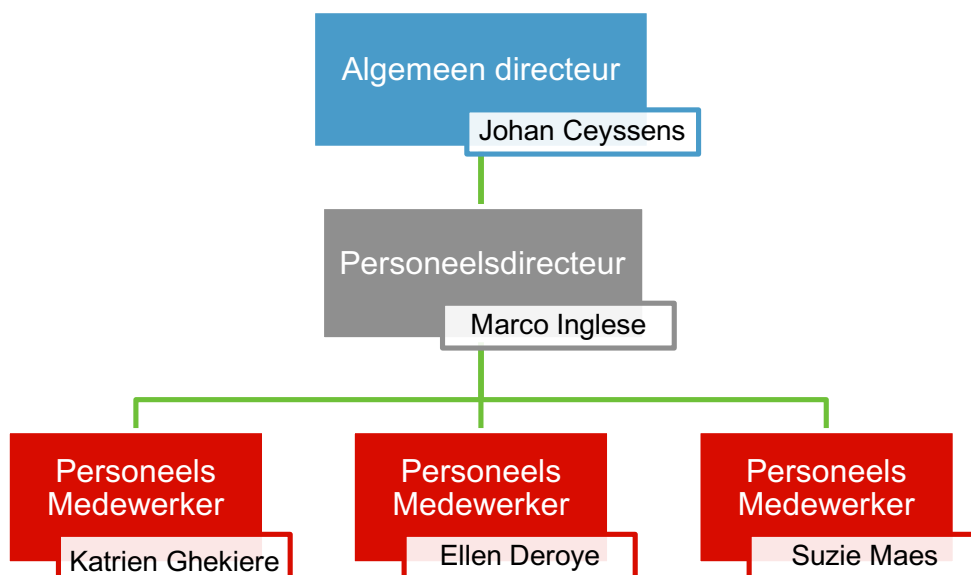 Algemeen directeur
Johan Ceyssens
Personeelsdirecteur
Marco Inglese
Personeels
Medewerker
Katrien Ghekiere
Personeels
Medewerker
Ellen Deroye
Personeels
Medewerker
Suzie Maes